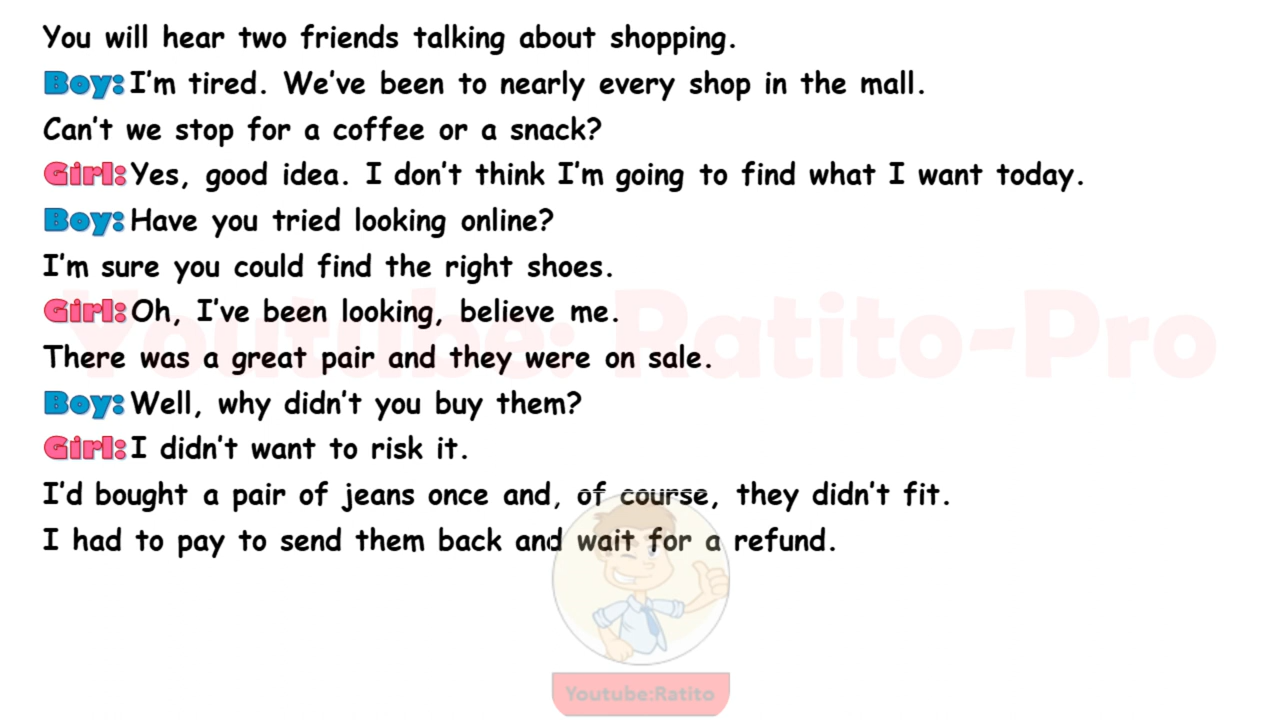 You will hear two friends talking about shopping.
Boy: I'm tired. We've been to nearly every shop in the mall.
Can't we stop for a coffee or a snack?
Girl: Yes, good idea. I don't think I'm going to find what I want today.
Boy: Have you tried looking online?
I'm sure you could find the right shoes.
Girl: Oh, I've been looking, believe me.
Youtube: Ratito-Pro
There was a great pair and they were on sale.
Boy: Well, why didn't you buy them?
Girl: I didn't want to risk it.
I'd bought a pair of jeans once and, of course, they didn't fit.
I had to pay to send them back and wait for a refund.
Youtube:Ratito